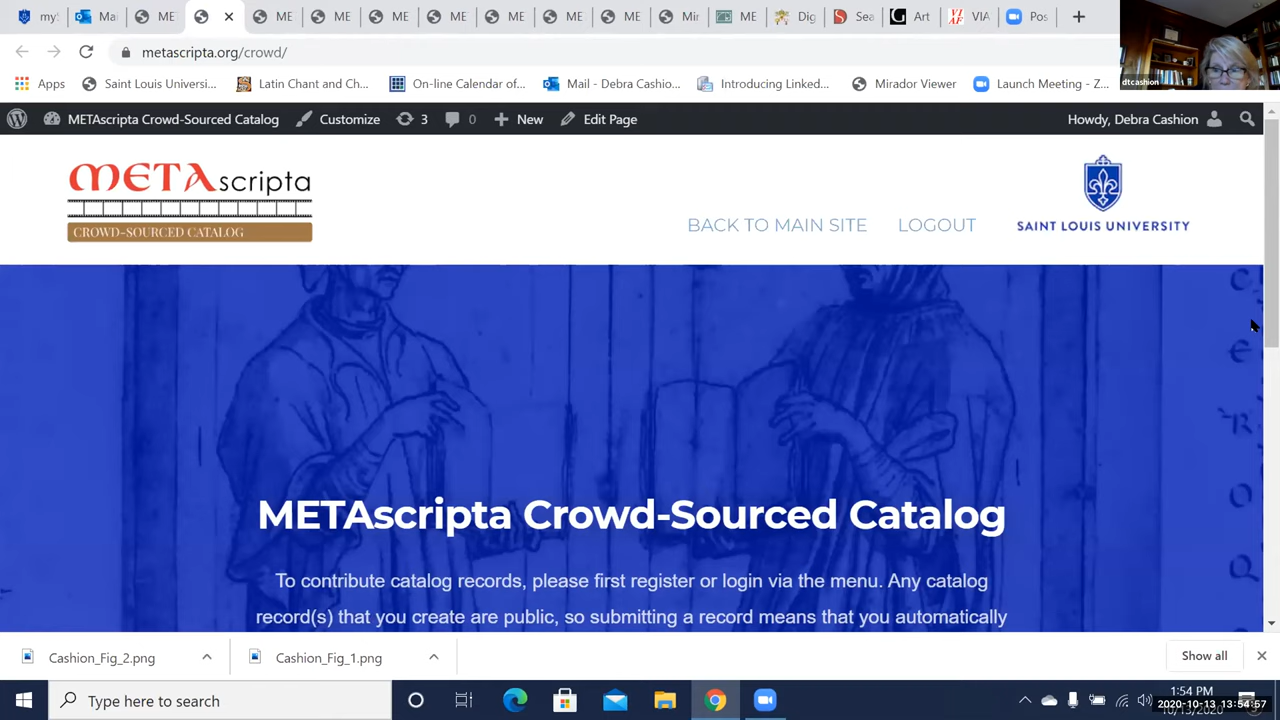 my
Ma
ME
ME
ME
ME
ME
ME
ME
ME
Mir
ME
Dig
Sea
Art
VIAF
VIA
Pos
metascripta.org/crowd/
dtcashion
Apps
Saint Louis Universi...
Latin Chant and Ch...
On-line Calendar of...
Mail - Debra Cashio...
Introducing Linked...
Mirador Viewer
Launch Meeting - Z...
METAscripta Crowd-Sourced Catalog
Customize
3
0
New
Edit Page
Howdy, Debra Cashion
METAscripta
CROWD-SOURCED CATALOG
BACK TO MAIN SITE
LOGOUT
SAINT LOUIS UNIVERSITY
METAscripta Crowd-Sourced Catalog
To contribute catalog records, please first register or login via the menu. Any catalog
record(s) that you create are public, so submitting a record means that you automatically
Cashion_Fig_2.png
Cashion_Fig_1.png
Show all
Type here to search
1:54 PM
2020-10-13 13:54:57